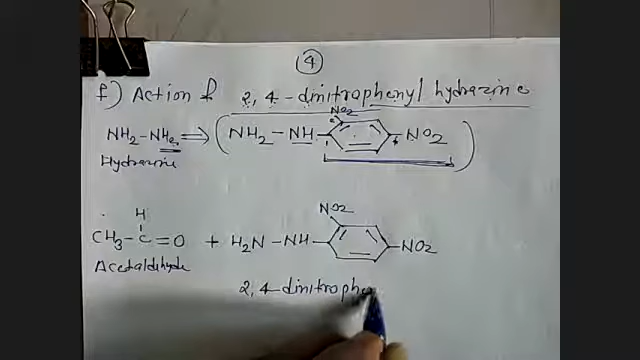 4
f) Action of 2,4-dinitrophenyl hydrazine
NO2
NH2-NH2 ⇒ ( NH2-NH- -NO2 )
Hydrazine
H NO2
CH3-C=O + H2N-NH- -NO2
Acetaldehyde
2,4-dinitrophe